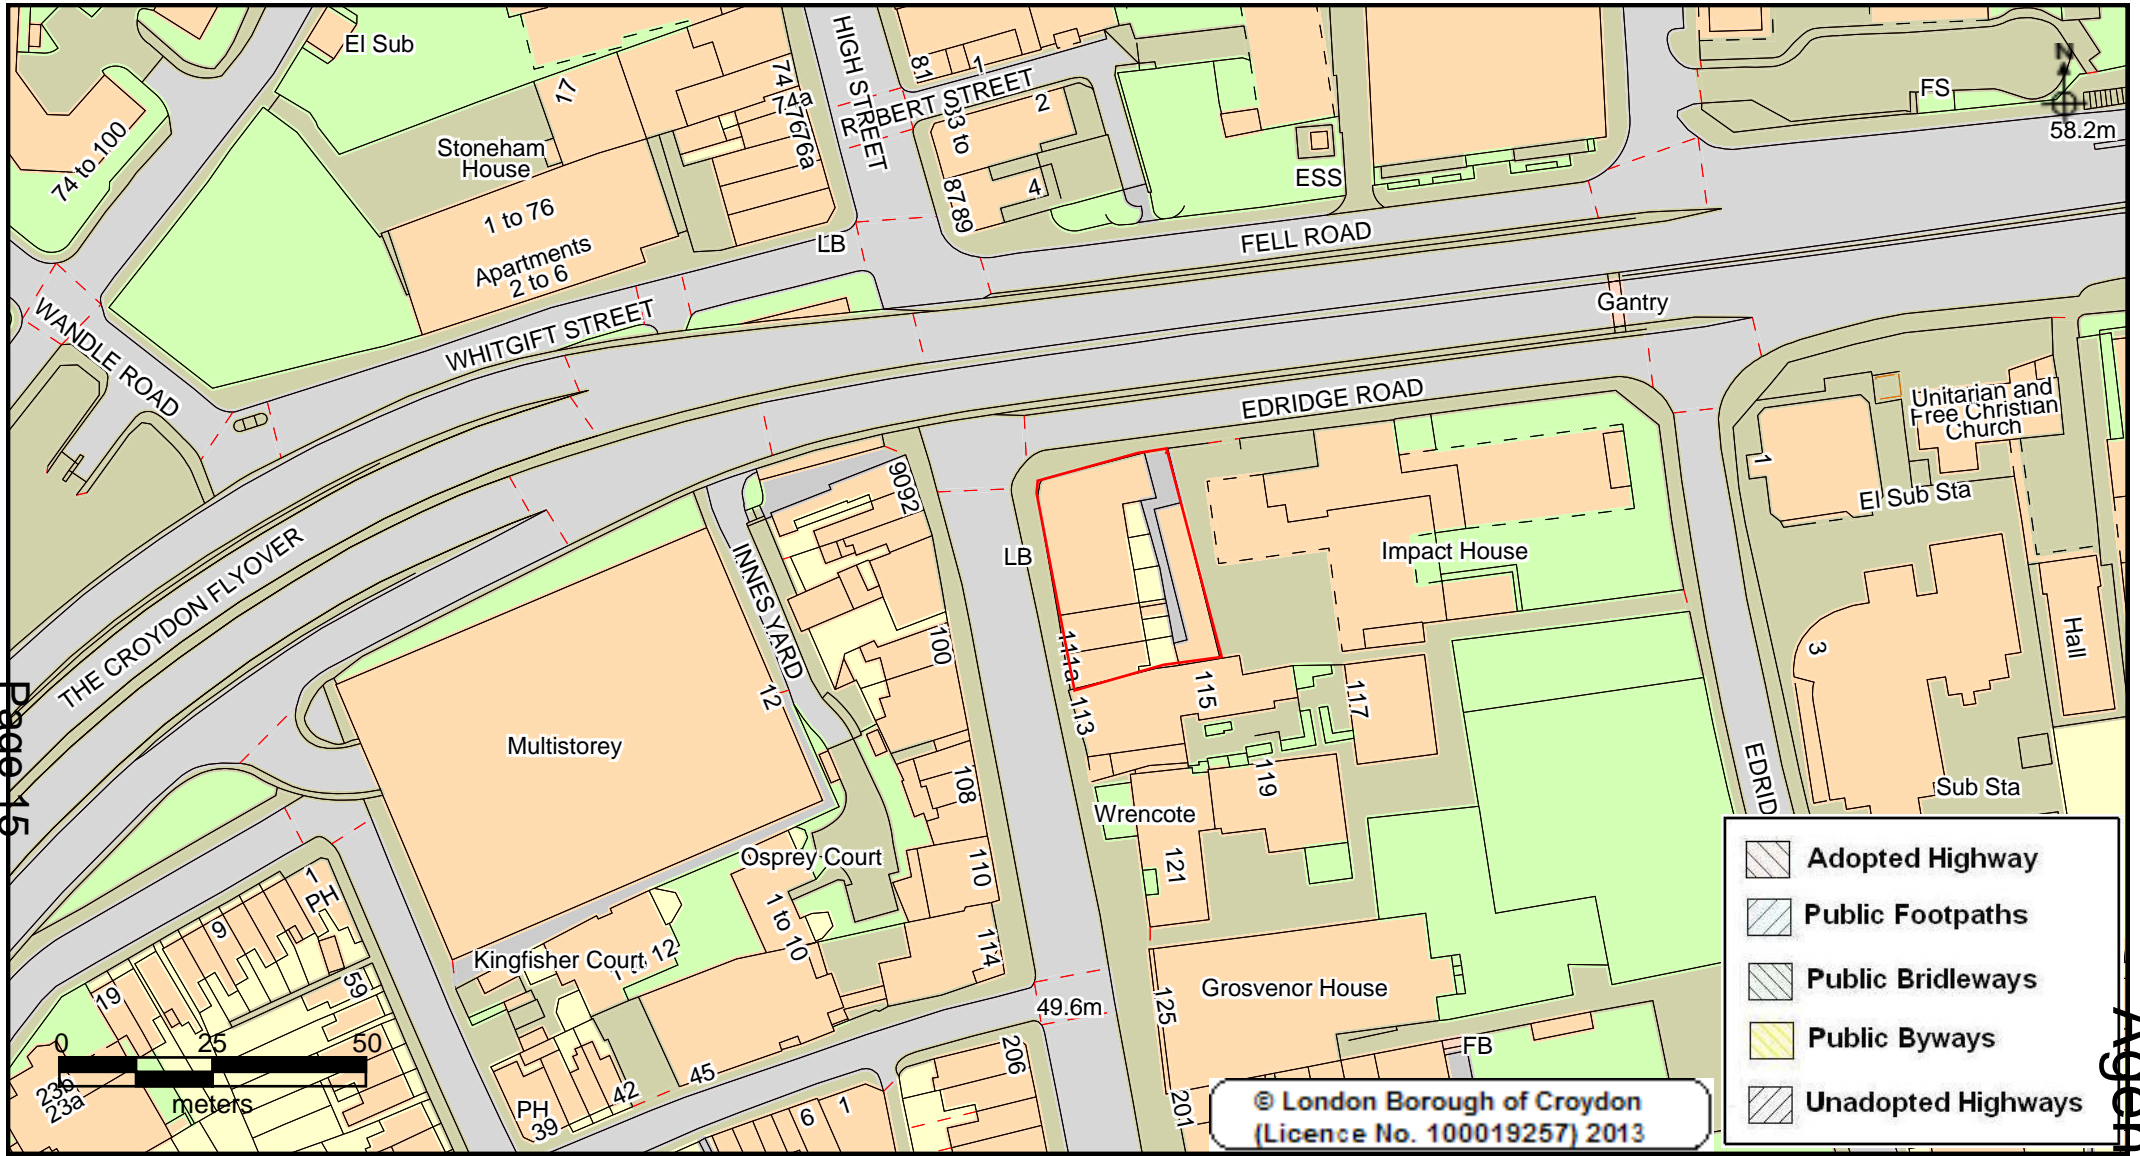 El Sub
HIGH STREET
81
1
ROBERT STREET
2
83 to
87
89
4
17
74
74a
76
76a
Stoneham
House
74 to 100
1 to 76
Apartments
2 to 6
LB
ESS
FS
N
58.2m
FELL ROAD
Gantry
WANDLE ROAD
WHITGIFT STREET
EDRIDGE ROAD
Unitarian and
Free Christian
Church
1
El Sub Sta
9092
LB
Impact House
THE CROYDON FLYOVER
INNES YARD
100
111a
113
115
117
3
Hall
12
Multistorey
108
119
Wrencote
121
Sub Sta
EDRID
Page 15
Osprey Court
110
1 to 10
114
Kingfisher Court
1 to 12
1
PH
9
59
19
Grosvenor House
125
49.6m
FB
206
201
0 25 50
meters
23b
23a
PH
39
42
45
6
1
Adopted Highway
Public Footpaths
Public Bridleways
Public Byways
Unadopted Highways
© London Borough of Croydon
(Licence No. 100019257) 2013
Agen